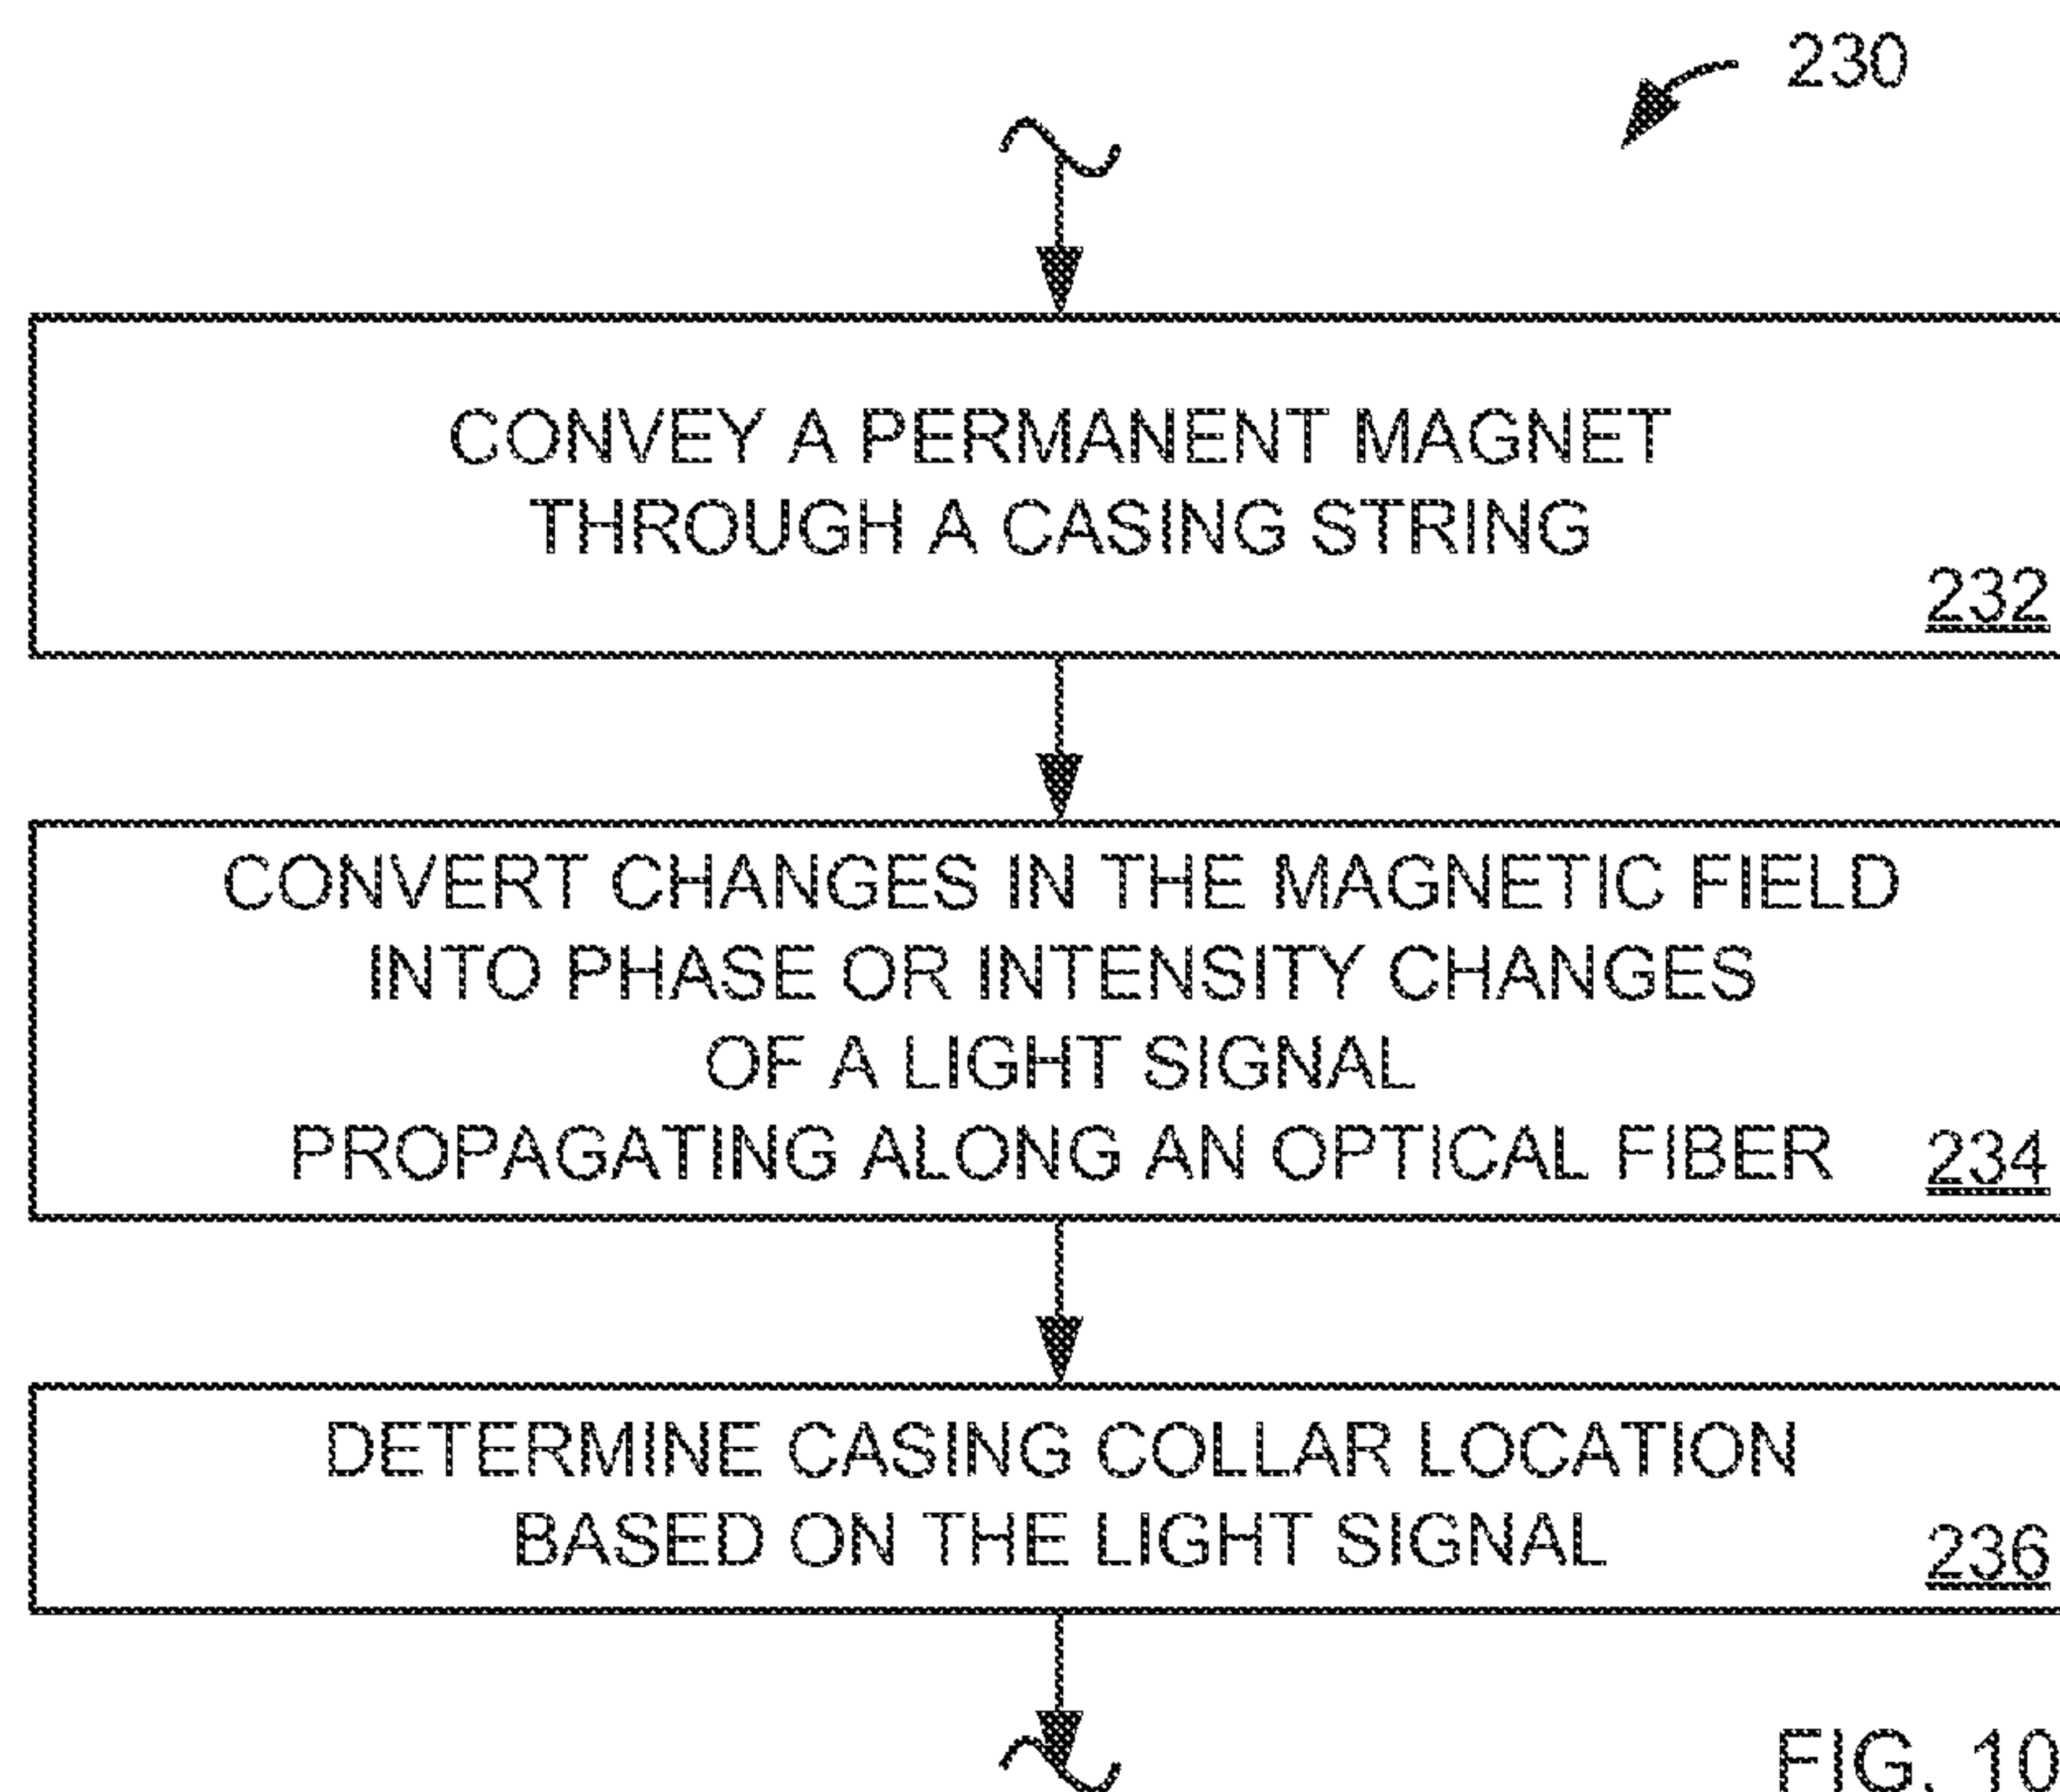 230
CONVEY A PERMANENT MAGNET
THROUGH A CASING STRING
232
CONVERT CHANGES IN THE MAGNETIC FIELD
INTO PHASE OR INTENSITY CHANGES
OF A LIGHT SIGNAL
PROPAGATING ALONG AN OPTICAL FIBER
234
DETERMINE CASING COLLAR LOCATION
BASED ON THE LIGHT SIGNAL
236
FIG. 10